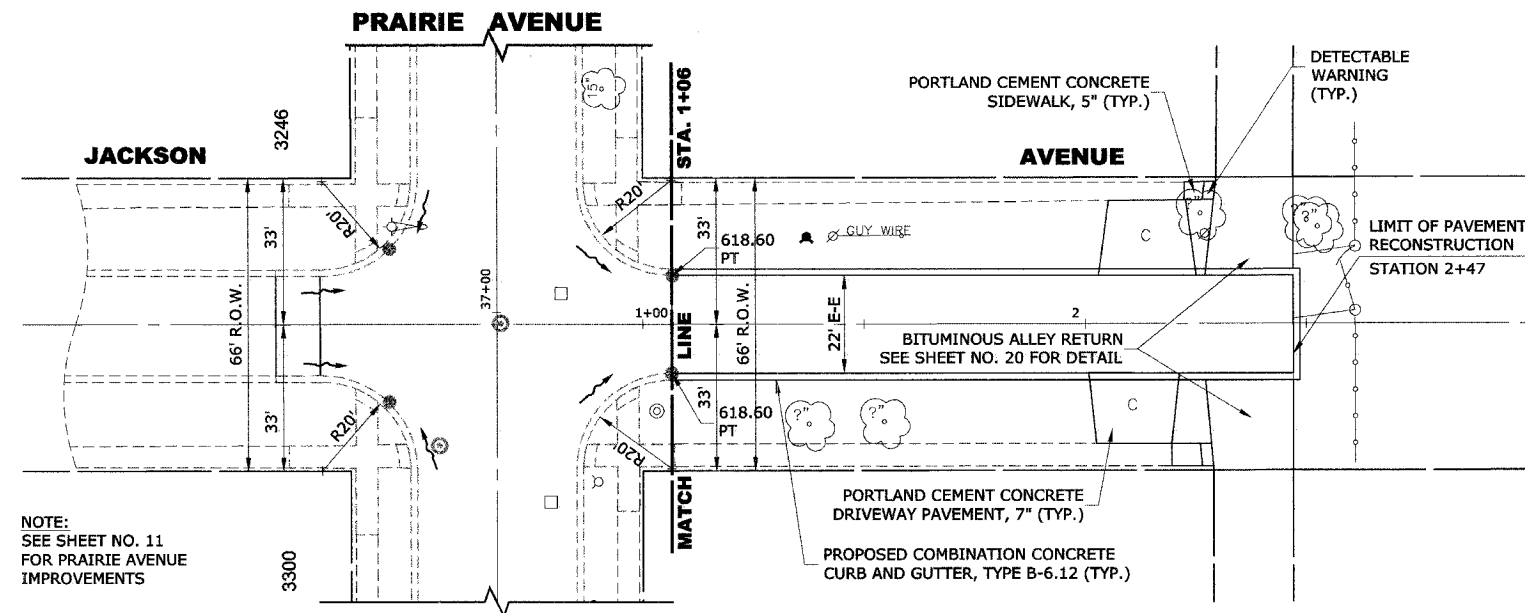 PRAIRIE AVENUE
DETECTABLE
WARNING
(TYP.)
PORTLAND CEMENT CONCRETE
SIDEWALK, 5" (TYP.)
15"
STA. 1+06
3246
JACKSON
AVENUE
R20'
R20'
33'
33'
GUY WIRE
C
?"
?"
LIMIT OF PAVEMENT
RECONSTRUCTION
STATION 2+47
618.60
PT
37+00
1+00
2
66' R.O.W.
66' R.O.W.
22' E-E
LINE
BITUMINOUS ALLEY RETURN
SEE SHEET NO. 20 FOR DETAIL
33'
33'
618.60
PT
?"
?"
C
R20'
R20'
MATCH
PORTLAND CEMENT CONCRETE
DRIVEWAY PAVEMENT, 7" (TYP.)
NOTE:
SEE SHEET NO. 11
FOR PRAIRIE AVENUE
IMPROVEMENTS
3300
PROPOSED COMBINATION CONCRETE
CURB AND GUTTER, TYPE B-6.12 (TYP.)